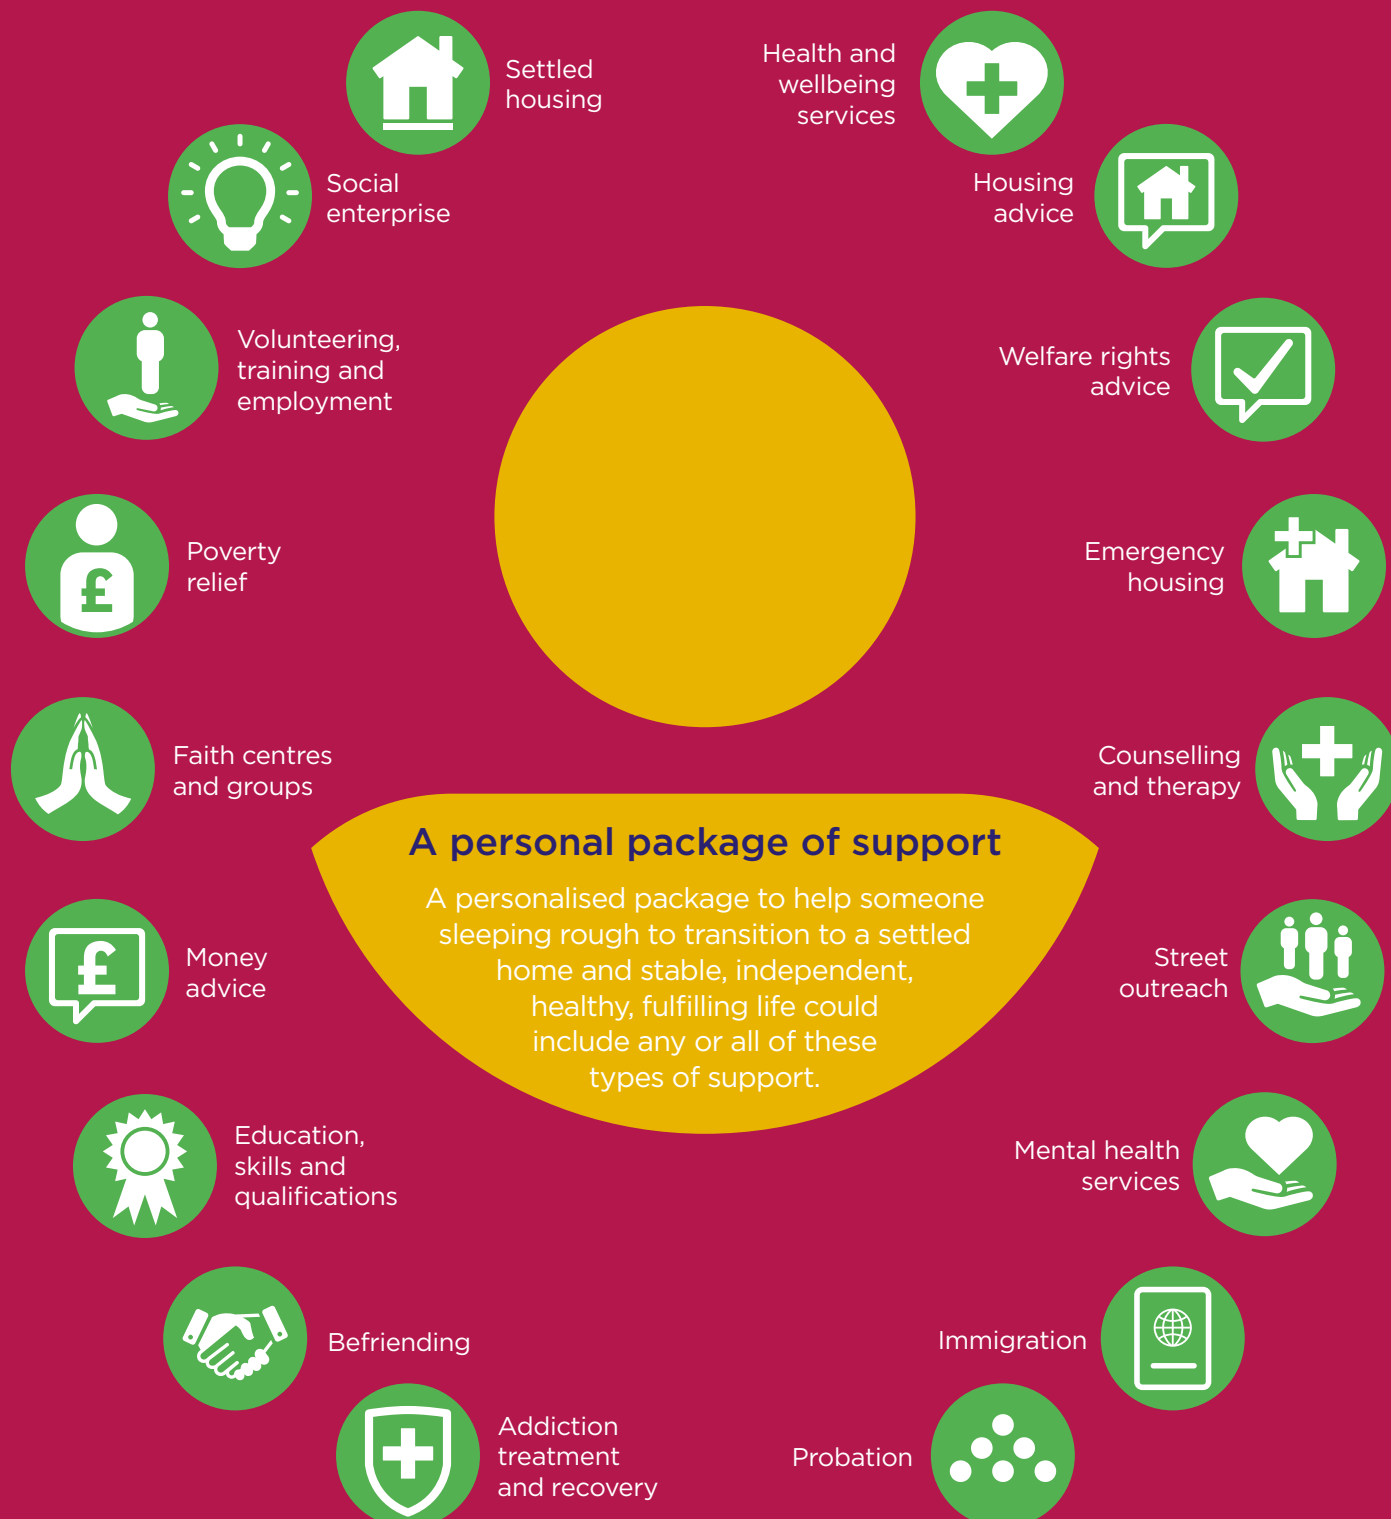 Settled
housing
Health and
wellbeing
services
Social
enterprise
Housing
advice
Volunteering,
training and
employment
Welfare rights
advice
Poverty
relief
£
Emergency
housing
Faith centres
and groups
Counselling
and therapy
A personal package of support
A personalised package to help someone
sleeping rough to transition to a settled
home and stable, independent,
healthy, fulfilling life could
include any or all of these
types of support.
Money
advice
£
Street
outreach
Education,
skills and
qualifications
Mental health
services
Befriending
Immigration
Addiction
treatment
and recovery
Probation